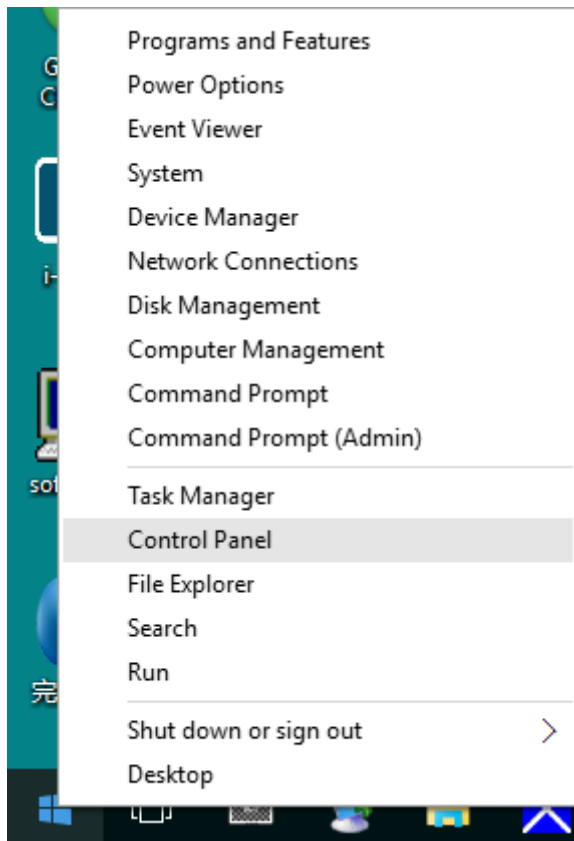 G
C
Programs and Features
Power Options
Event Viewer
System
Device Manager
i-
Network Connections
Disk Management
Computer Management
Command Prompt
Command Prompt (Admin)
sof
Task Manager
Control Panel
File Explorer
Search
Run
完
Shut down or sign out
Desktop